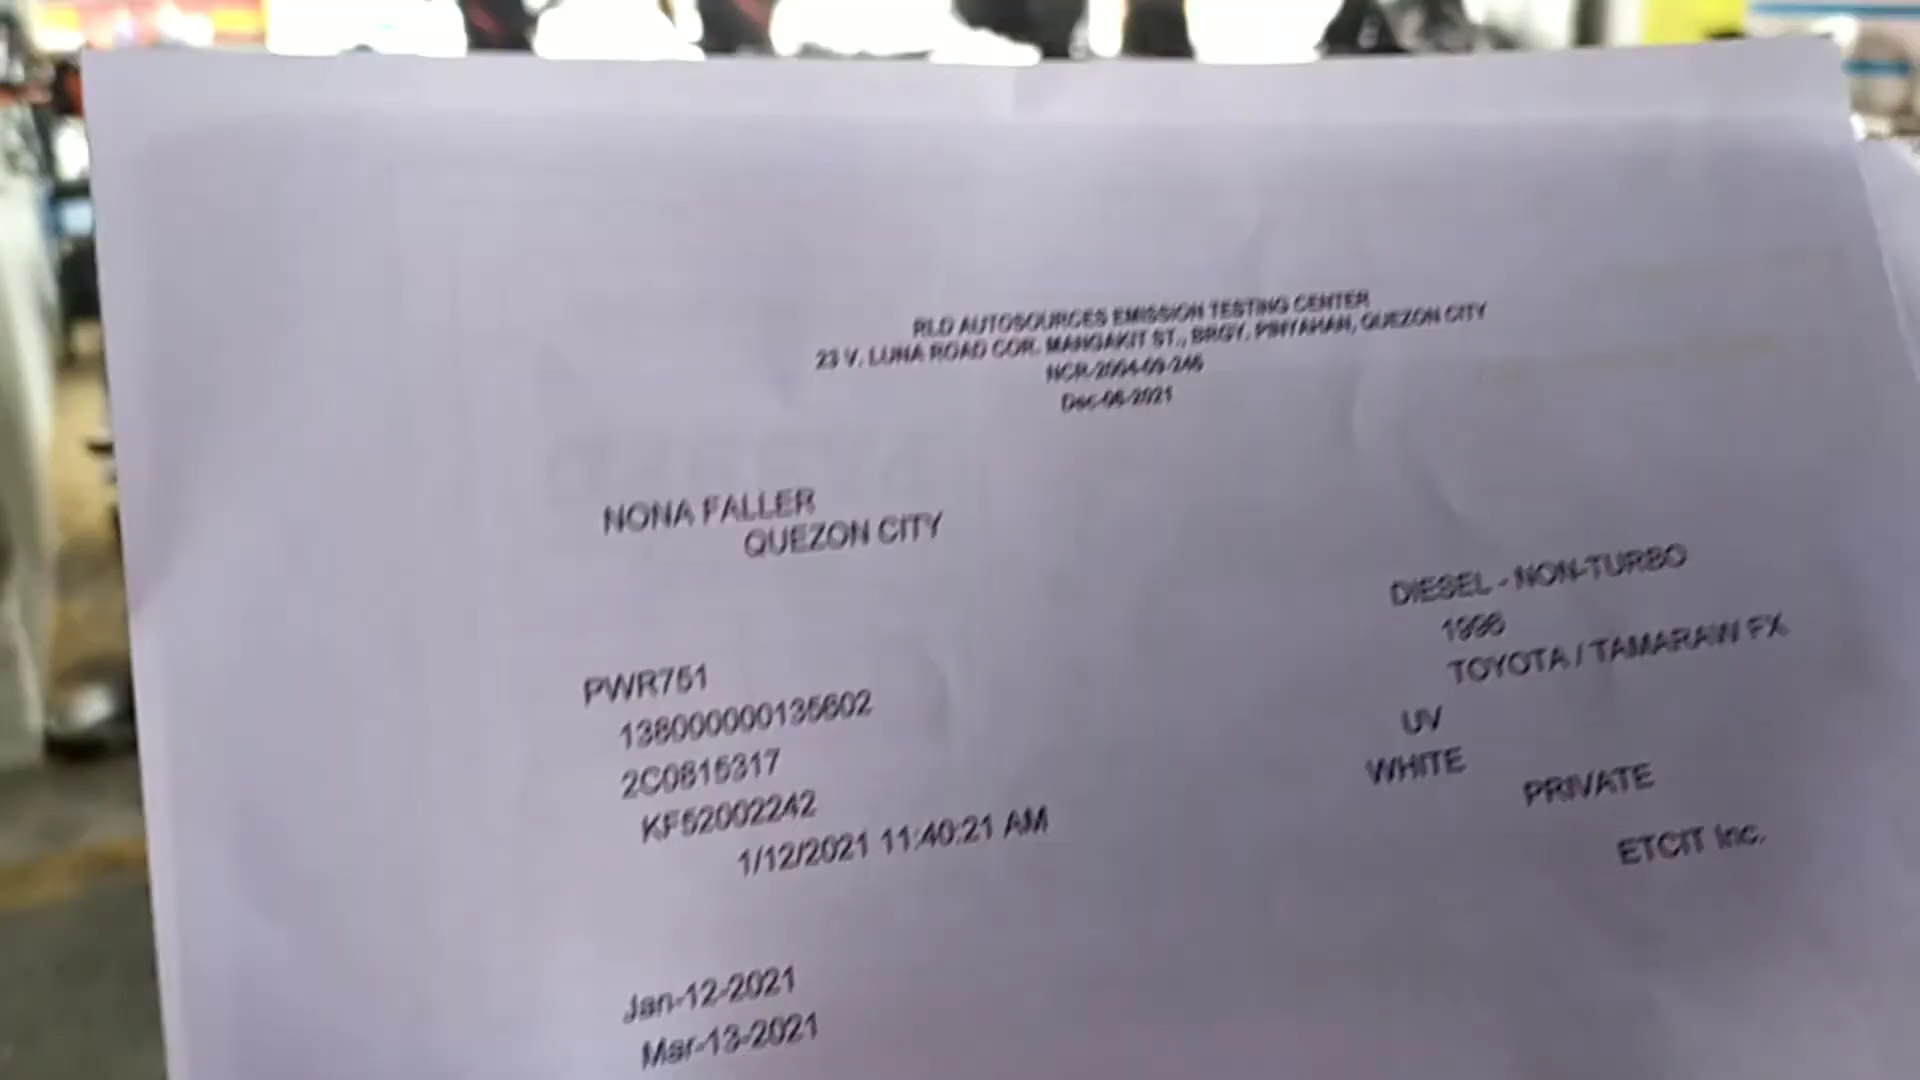 RLD AUTOSOURCES EMISSION TESTING CENTER
23 V. LUNA ROAD COR. MANGAKIT ST., BRGY. PINYAHAN, QUEZON CITY
NCR-2004-09-246
Dec-06-2021
NONA FALLER
QUEZON CITY
DIESEL - NON-TURBO
1996
TOYOTA / TAMARAW FX
UV
WHITE
PRIVATE
ETCIT Inc.
PWR751
138000000135602
2C0815317
KF52002242
1/12/2021 11:40:21 AM
Jan-12-2021
Mar-13-2021